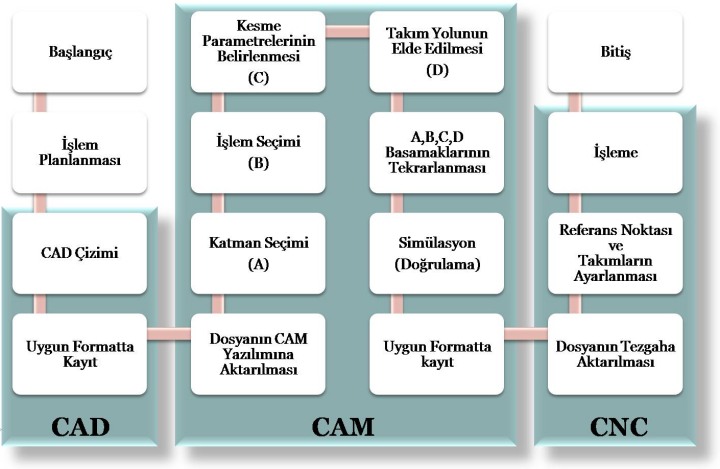 Başlangıç
İşlem
Planlanması
CAD Çizimi
Uygun Formatta
Kayıt
CAD
Dosyanın CAM
Yazılımına
Aktarılması
Katman Seçimi
(A)
İşlem Seçimi
(B)
Kesme
Parametrelerinin
Belirlenmesi
(C)
Takım Yolunun
Elde Edilmesi
(D)
A,B,C,D
Basamaklarının
Tekrarlanması
Simülasyon
(Doğrulama)
Uygun Formatta
kayıt
CAM
Dosyanın Tezgaha
Aktarılması
Referans Noktası
ve
Takımların
Ayarlanması
İşleme
Bitiş
CNC